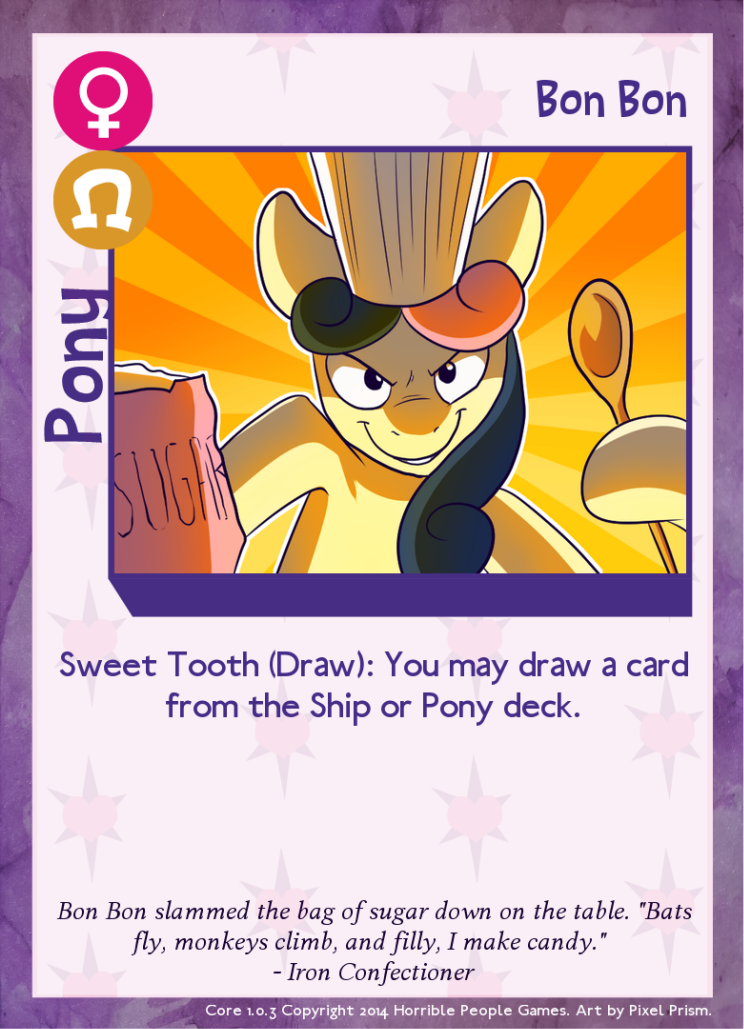 Bon Bon
Pony
SUGAR
Sweet Tooth (Draw): You may draw a card
from the Ship or Pony deck.
Bon Bon slammed the bag of sugar down on the table. "Bats
fly, monkeys climb, and filly, I make candy."
- Iron Confectioner
Core 1.0.3 Copyright 2014 Horrible People Games. Art by Pixel Prism.